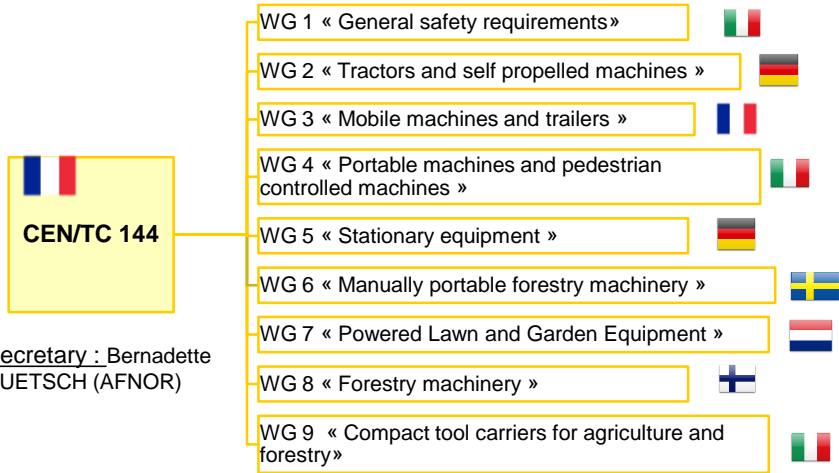 WG 1 « General safety requirements»
WG 2 « Tractors and self propelled machines »
WG 3 « Mobile machines and trailers »
WG 4 « Portable machines and pedestrian
controlled machines »
CEN/TC 144
WG 5 « Stationary equipment »
WG 6 « Manually portable forestry machinery »
WG 7 « Powered Lawn and Garden Equipment »
ecretary : Bernadette
UETSCH (AFNOR)
WG 8 « Forestry machinery »
WG 9 « Compact tool carriers for agriculture and
forestry»